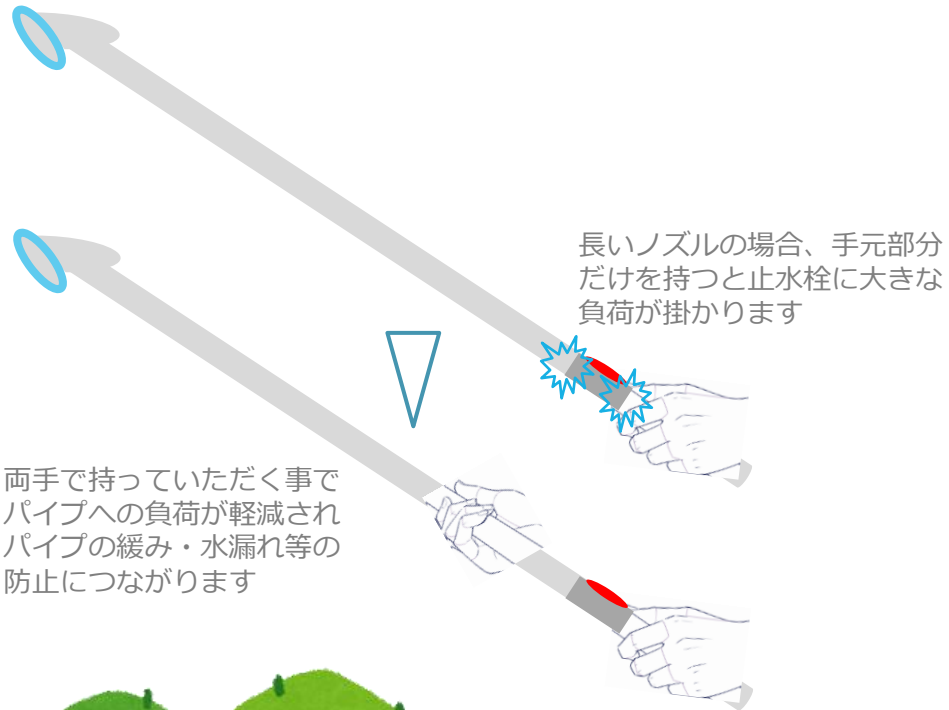 長いノズルの場合、手元部分
だけを持つと止水栓に大きな
負荷が掛かります
両手で持っていただく事で
パイプへの負荷が軽減され
パイプの緩み・水漏れ等の
防止につながります